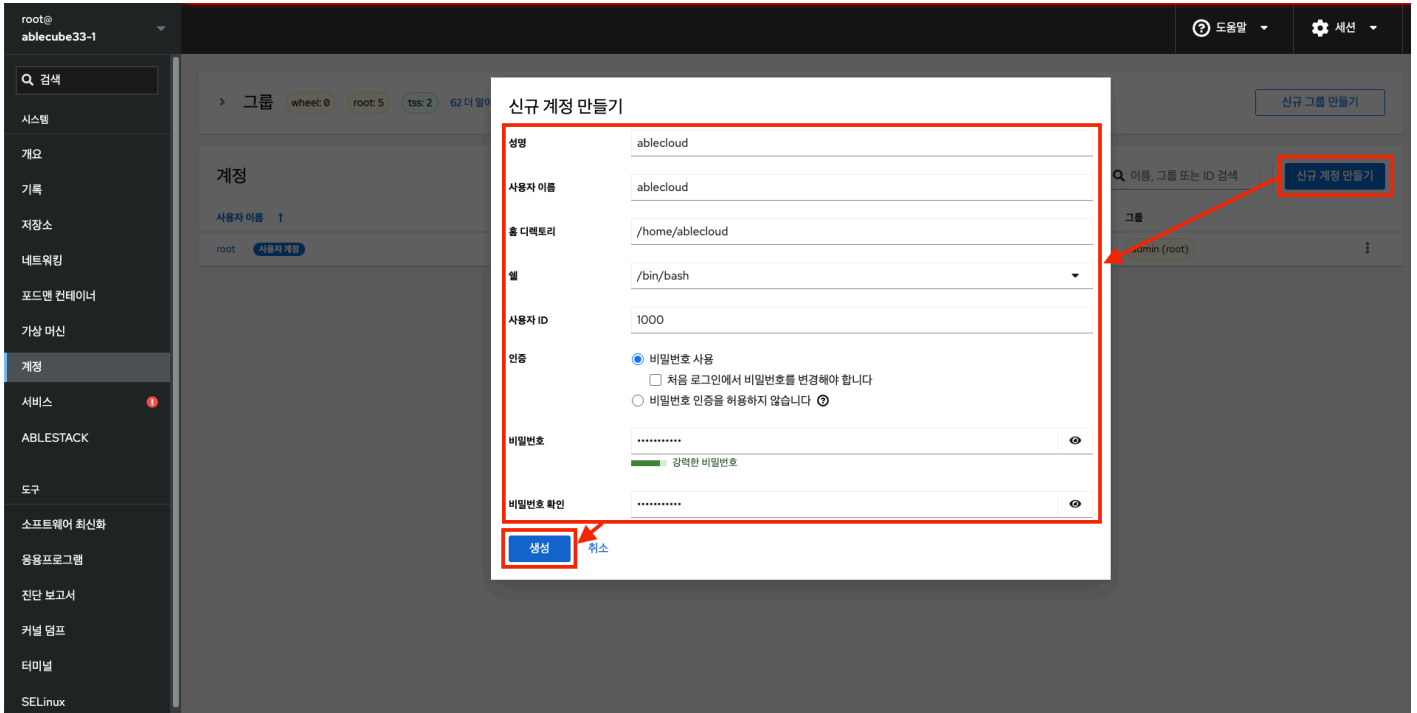 root@
ablecube33-1
도움말
세션
검색
시스템
개요
기록
저장소
네트워킹
포드맨 컨테이너
가상 머신
계정
서비스
ABLESTACK
도구
소프트웨어 최신화
응용프로그램
진단 보고서
커널 덤프
터미널
SELinux
그룹 wheel: 0 root: 5 tss: 2 62 더 알아
신규 그룹 만들기
계정
이름, 그룹 또는 ID 검색
신규 계정 만들기
사용자 이름
그룹
root 사용자 계정
admin (root)
신규 계정 만들기
성명 ablecloud
사용자 이름 ablecloud
홈 디렉토리 /home/ablecloud
쉘 /bin/bash
사용자 ID 1000
인증 비밀번호 사용
처음 로그인에서 비밀번호를 변경해야 합니다
비밀번호 인증을 허용하지 않습니다
비밀번호 ···········
강력한 비밀번호
비밀번호 확인 ···········
생성 취소